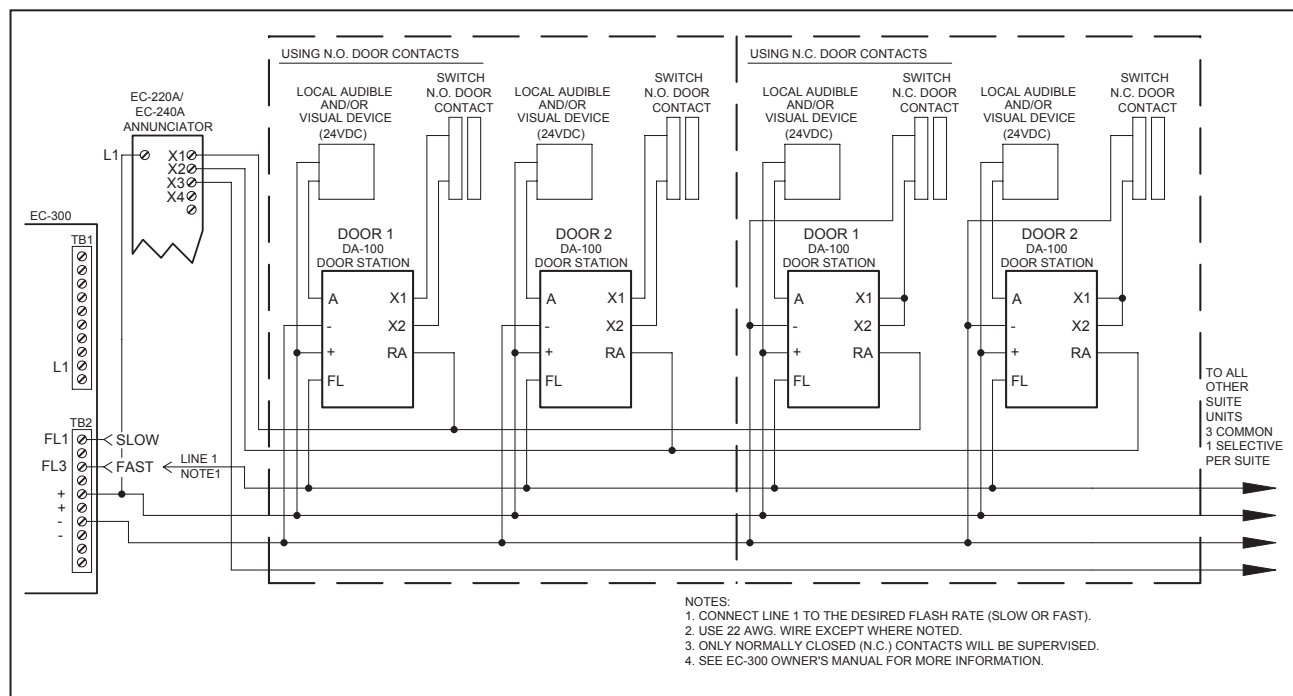 USING N.O. DOOR CONTACTS
USING N.C. DOOR CONTACTS
EC-220A/
EC-240A
ANNUNCIATOR
L1
X1
X2
X3
X4
LOCAL AUDIBLE
AND/OR
VISUAL DEVICE
(24VDC)
SWITCH
N.O. DOOR
CONTACT
LOCAL AUDIBLE
AND/OR
VISUAL DEVICE
(24VDC)
SWITCH
N.O. DOOR
CONTACT
LOCAL AUDIBLE
AND/OR
VISUAL DEVICE
(24VDC)
SWITCH
N.C. DOOR
CONTACT
LOCAL AUDIBLE
AND/OR
VISUAL DEVICE
(24VDC)
SWITCH
N.C. DOOR
CONTACT
EC-300
TB1
L1
TB2
FL1
SLOW
FL3
FAST
LINE 1
NOTE1
+
+
-
-
DOOR 1
DA-100
DOOR STATION
A
-
+
FL
X1
X2
RA
DOOR 2
DA-100
DOOR STATION
A
-
+
FL
X1
X2
RA
DOOR 1
DA-100
DOOR STATION
A
-
+
FL
X1
X2
RA
DOOR 2
DA-100
DOOR STATION
A
-
+
FL
X1
X2
RA
TO ALL
OTHER
SUITE
UNITS
3 COMMON
1 SELECTIVE
PER SUITE
NOTES:
1. CONNECT LINE 1 TO THE DESIRED FLASH RATE (SLOW OR FAST).
2. USE 22 AWG. WIRE EXCEPT WHERE NOTED.
3. ONLY NORMALLY CLOSED (N.C.) CONTACTS WILL BE SUPERVISED.
4. SEE EC-300 OWNER'S MANUAL FOR MORE INFORMATION.